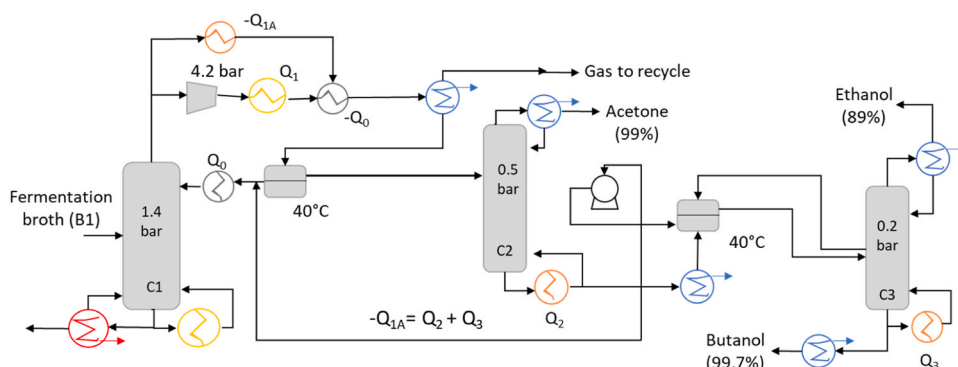 -Q1A
4.2 bar
Q1
-Q0
Gas to recycle
Acetone
(99%)
Ethanol
(89%)
Q0
40°C
Fermentation
broth (B1)
1.4
bar
C1
0.5
bar
C2
Q2
40°C
0.2
bar
C3
Q3
-Q1A= Q2 + Q3
Butanol
(99.7%)